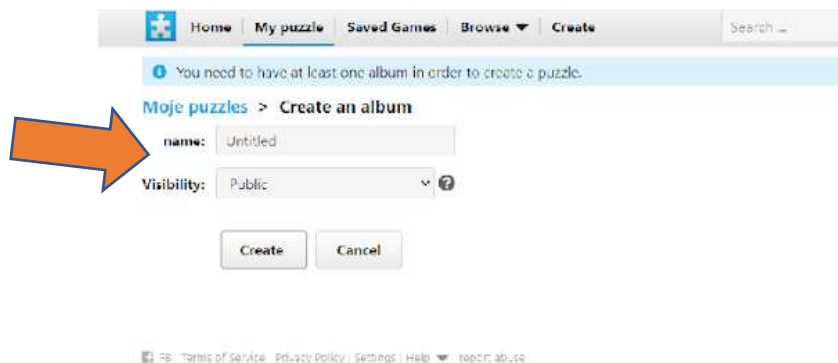 Home My puzzle Saved Games Browse Create Search ...
You need to have at least one album in order to create a puzzle.
Moje puzzles > Create an album
name: Untitled
Visibility: Public
Create Cancel
FB Terms of Service Privacy Policy | Settings | Help report abuse